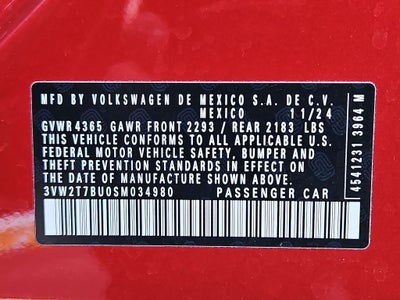 MFD BY VOLKSWAGEN DE MEXICO S.A. DE C.V.
MEXICO 11/24
GVWR 4365 GAWR FRONT 2293 / REAR 2183 LBS
THIS VEHICLE CONFORMS TO ALL APPLICABLE U.S.
FEDERAL MOTOR VEHICLE SAFETY, BUMPER AND
THEFT PREVENTION STANDARDS IN EFFECT ON
THE DATE OF MANUFACTURE SHOWN ABOVE.
3VW2T7BU0SM034980 PASSENGER CAR
4541231 3964 M